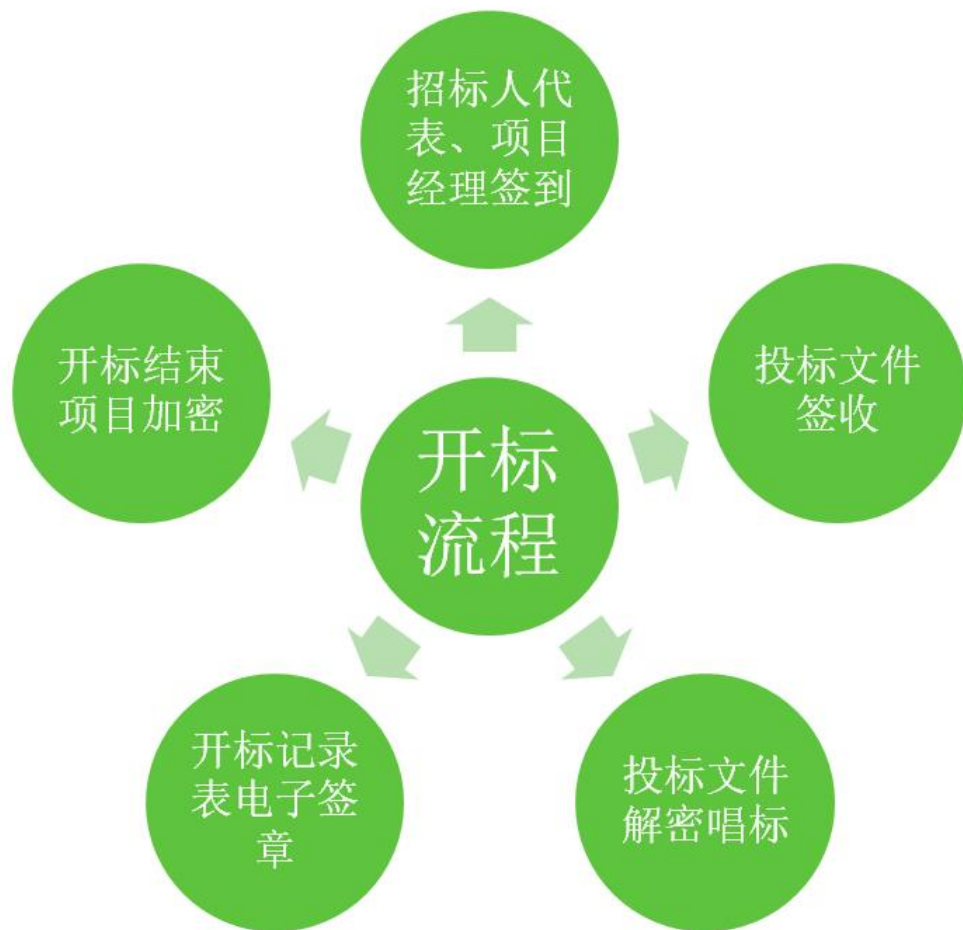 招标人代
表、项目
经理签到
投标文件
签收
投标文件
解密唱标
开标记录
表电子签
章
开标结束
项目加密
开标
流程